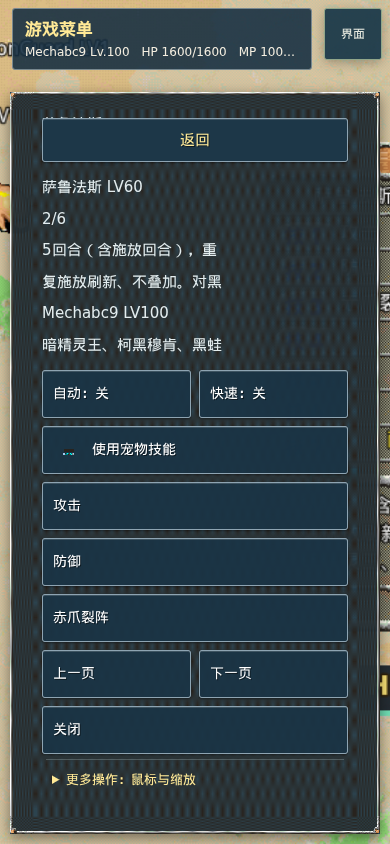 游戏菜单
Mechabc9 Lv.100 HP 1600/1600 MP 100...
界面
返回
萨鲁法斯 LV60
2/6
5回合（含施放回合），重
复施放刷新、不叠加。对黑
Mechabc9 LV100
暗精灵王、柯黑穆肯、黑蛙
自动：关
快速：关
使用宠物技能
攻击
防御
赤爪裂阵
上一页
下一页
关闭
▶ 更多操作：鼠标与缩放